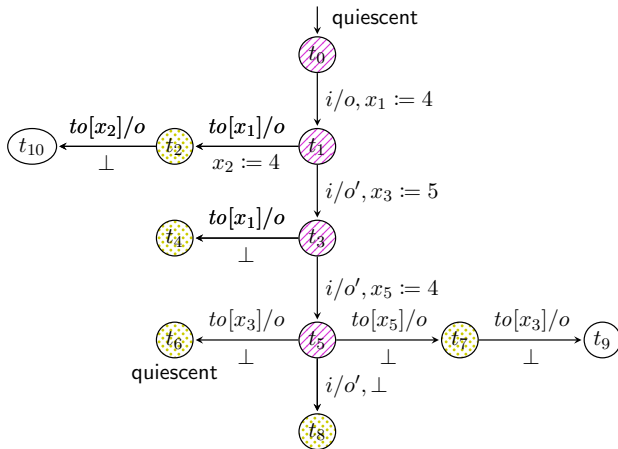 quiescent
t₀
i/o, x₁ := 4
to[x₂]/o
to[x₁]/o
t₁₀
t₂
t₁
⊥
x₂ := 4
i/o′, x₃ := 5
to[x₁]/o
t₄
t₃
⊥
i/o′, x₅ := 4
to[x₃]/o
to[x₅]/o
to[x₃]/o
t₆
t₅
t₇
t₉
⊥
⊥
⊥
quiescent
i/o′, ⊥
t₈